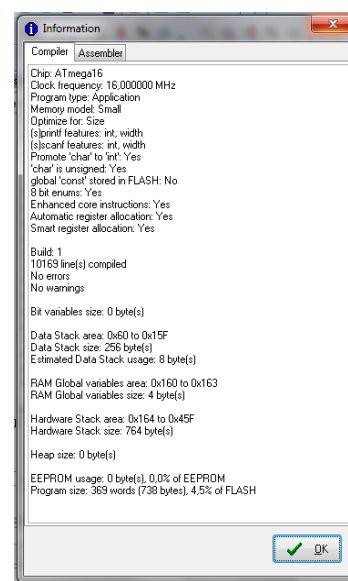 Information
Compiler Assembler
Chip: ATmega16
Clock frequency: 16,000000 MHz
Program type: Application
Memory model: Small
Optimize for: Size
(s)printf features: int, width
(s)scanf features: int, width
Promote 'char' to 'int': Yes
'char' is unsigned: Yes
global 'const' stored in FLASH: No
8 bit enums: Yes
Enhanced core instructions: Yes
Automatic register allocation: Yes
Smart register allocation: Yes
Build: 1
10169 line(s) compiled
No errors
No warnings
Bit variables size: 0 byte(s)
Data Stack area: 0x60 to 0x15F
Data Stack size: 256 byte(s)
Estimated Data Stack usage: 8 byte(s)
RAM Global variables area: 0x160 to 0x163
RAM Global variables size: 4 byte(s)
Hardware Stack area: 0x164 to 0x45F
Hardware Stack size: 764 byte(s)
Heap size: 0 byte(s)
EEPROM usage: 0 byte(s), 0,0% of EEPROM
Program size: 369 words (738 bytes), 4,5% of FLASH
OK